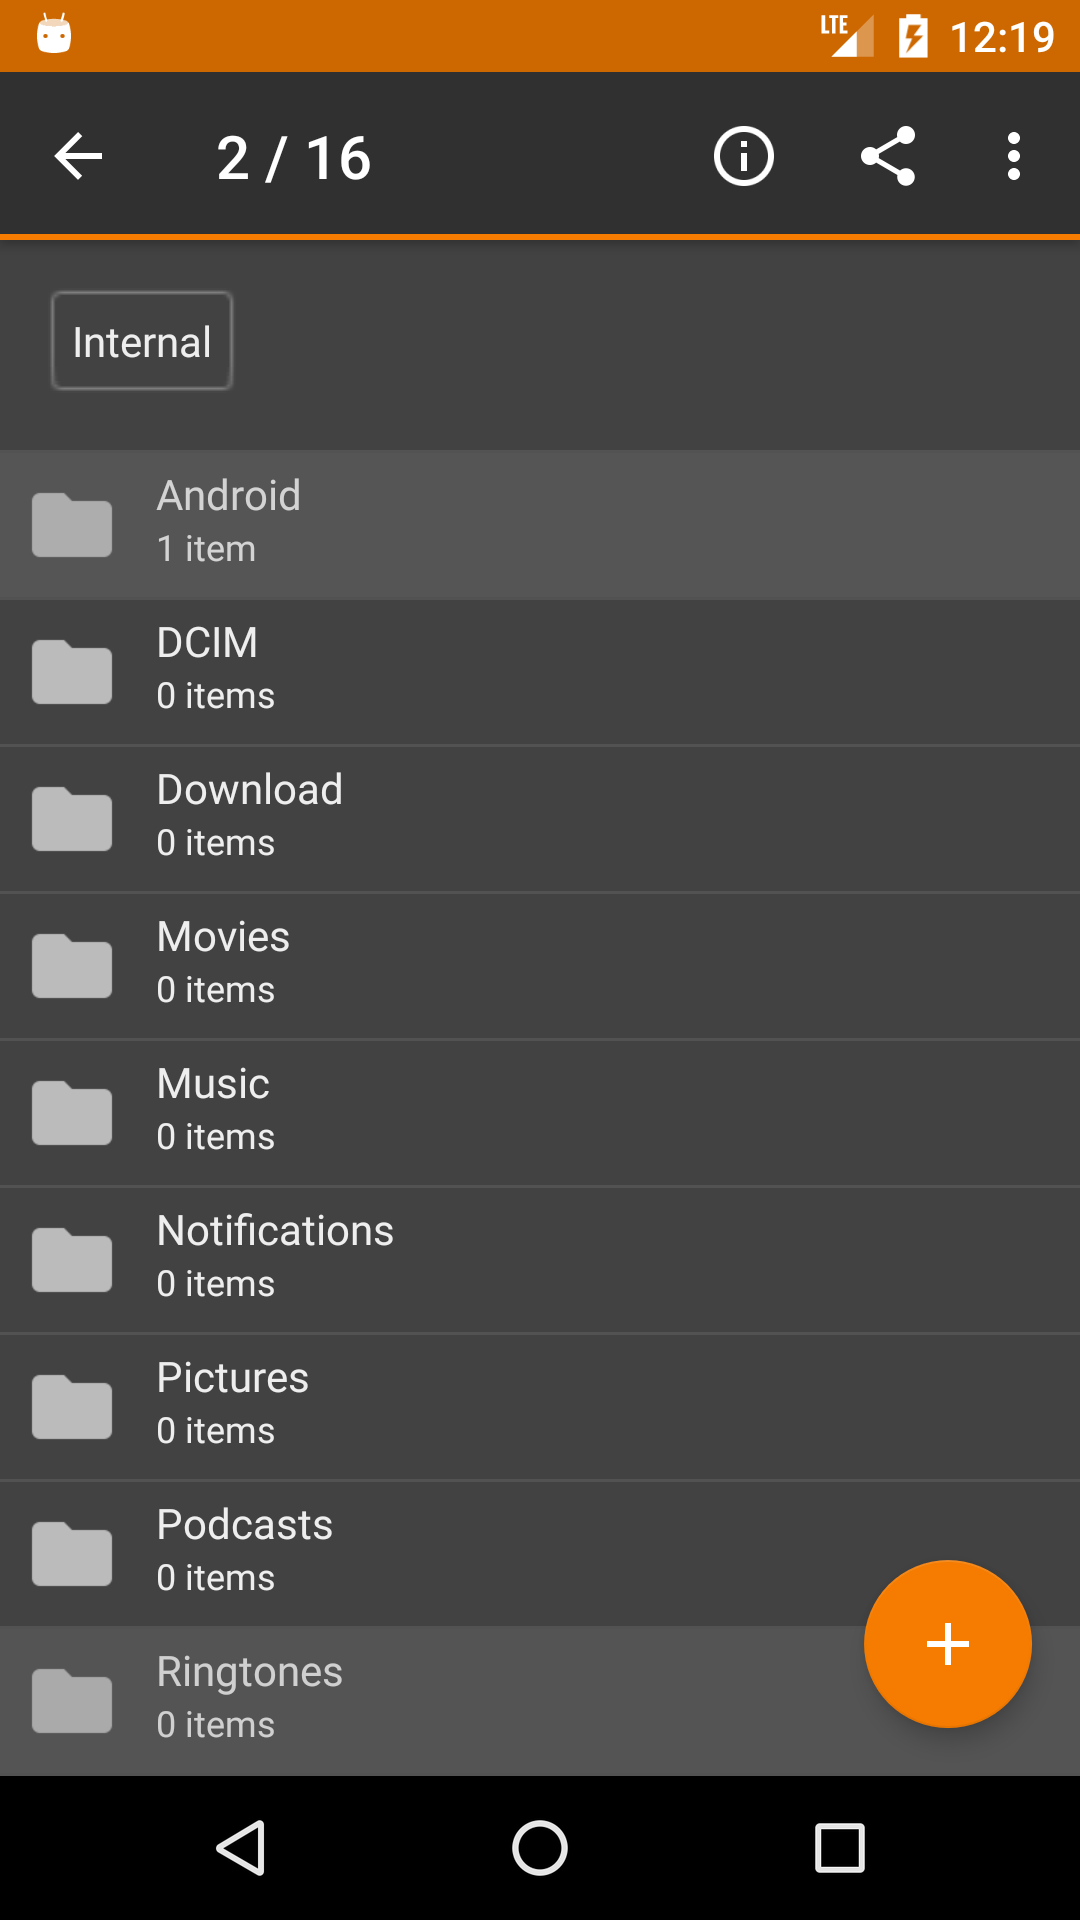 LTE 12:19
2 / 16
Internal
Android
1 item
DCIM
0 items
Download
0 items
Movies
0 items
Music
0 items
Notifications
0 items
Pictures
0 items
Podcasts
0 items
Ringtones
0 items